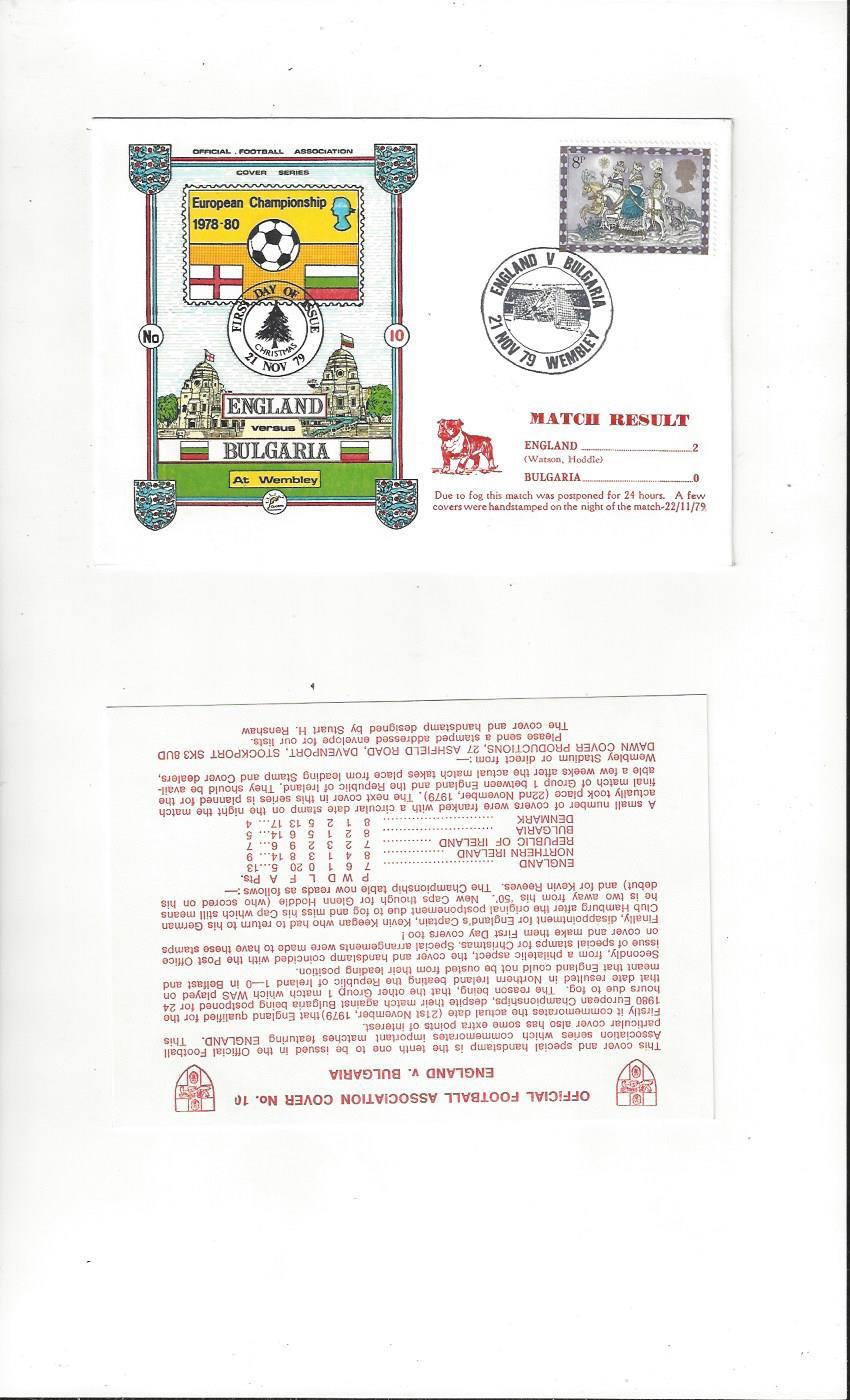 OFFICIAL . FOOTBALL ASSOCIATION
COVER SERIES
European Championship
1978-80
FIRST DAY OF ISSUE
CHRISTMAS
21 NOV 79
No 10
ENGLAND
versus
BULGARIA
At Wembley
8P
ENGLAND V BULGARIA
21 NOV 79 WEMBLEY
MATCH RESULT
ENGLAND ........................................ 2
(Watson, Hoddle)
BULGARIA ........................................ 0
Due to fog this match was postponed for 24 hours. A few
covers were handstamped on the night of the match-22/11/79.
OFFICIAL FOOTBALL ASSOCIATION COVER No. 10
ENGLAND v. BULGARIA
This cover and special handstamp is the tenth one to be issued in the Official Football
Association series which commemorates important matches featuring ENGLAND. This
particular cover also has some extra points of interest.
Firstly it commemorates the actual date (21st November, 1979) that England qualified for the
1980 European Championships, despite their match against Bulgaria being postponed for 24
hours due to fog. The reason being, that the other Group 1 match which WAS played on
that date resulted in Northern Ireland beating the Republic of Ireland 1—0 in Belfast and
meant that England could not be ousted from their leading position.
Secondly, from a philatelic aspect, the cover and handstamp coincided with the Post Office
issue of special stamps for Christmas. Special arrangements were made to have these stamps
on cover and make them First Day covers too !
Finally, disappointment for England's Captain, Kevin Keegan who had to return to his German
Club Hamburg after the original postponement due to fog and miss his Cap which still means
he is two away from his '50'. New Caps though for Glenn Hoddle (who scored on his
debut) and for Kevin Reeves. The Championship table now reads as follows :—
P W D L F A Pts.
ENGLAND ........................................ 7 6 1 0 20 5...13
NORTHERN IRELAND ............... 8 4 1 3 8 14... 9
REPUBLIC OF IRELAND ............... 7 2 3 2 9 6... 7
BULGARIA ........................................ 8 2 1 5 6 14... 5
DENMARK ........................................ 8 1 2 5 13 17... 4
A small number of covers were franked with a circular date stamp on the night the match
actually took place (22nd November, 1979). The next cover in this series is planned for the
final match of Group 1 between England and the Republic of Ireland. They should be avail-
able a few weeks after the actual match takes place from leading Stamp and Cover dealers,
Wembley Stadium or direct from :—
DAWN COVER PRODUCTIONS, 27 ASHFIELD ROAD, DAVENPORT, STOCKPORT SK3 8UD
Please send a stamped addressed envelope for our lists.
The cover and handstamp designed by Stuart H. Renshaw